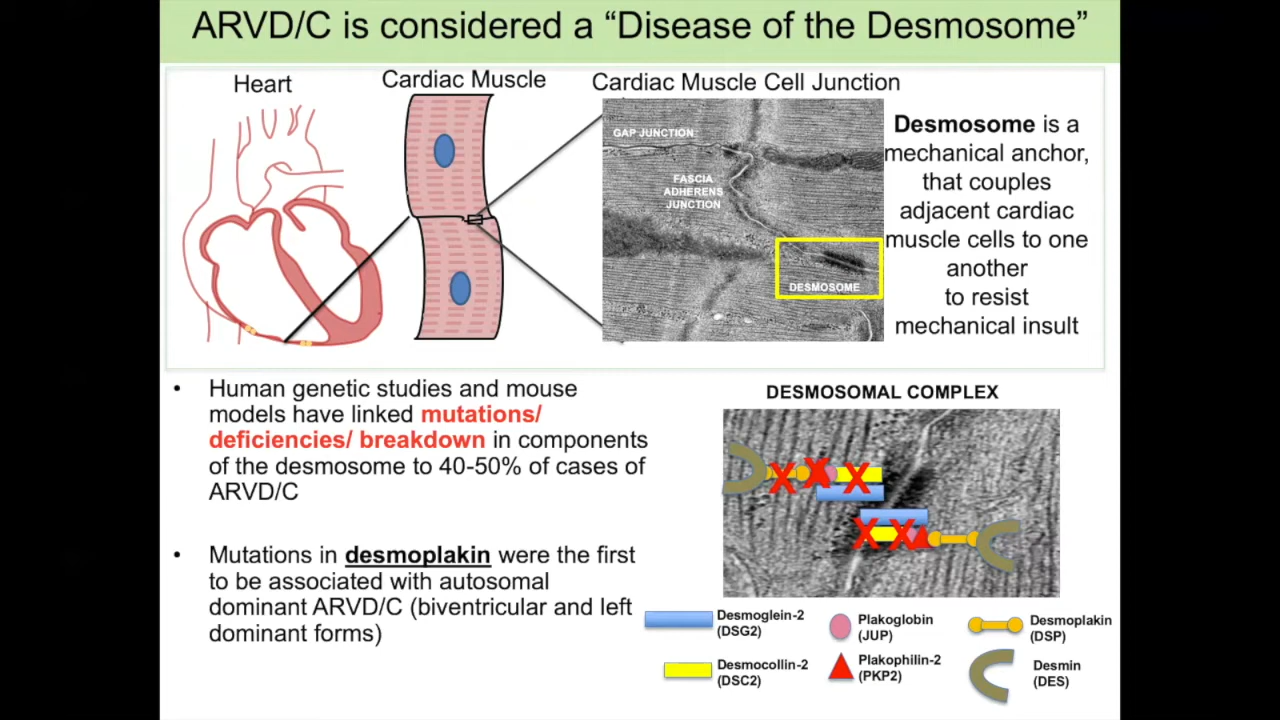 ARVD/C is considered a “Disease of the Desmosome”
Heart
Cardiac Muscle
Cardiac Muscle Cell Junction
GAP JUNCTION
FASCIA
ADHERENS
JUNCTION
DESMOSOME
Desmosome is a
mechanical anchor,
that couples
adjacent cardiac
muscle cells to one
another
to resist
mechanical insult
• Human genetic studies and mouse
models have linked mutations/
deficiencies/ breakdown in components
of the desmosome to 40-50% of cases of
ARVD/C
• Mutations in desmoplakin were the first
to be associated with autosomal
dominant ARVD/C (biventricular and left
dominant forms)
DESMOSOMAL COMPLEX
X X X
X X
Desmoglein-2
(DSG2)
Plakoglobin
(JUP)
Desmoplakin
(DSP)
Desmocollin-2
(DSC2)
Plakophilin-2
(PKP2)
Desmin
(DES)